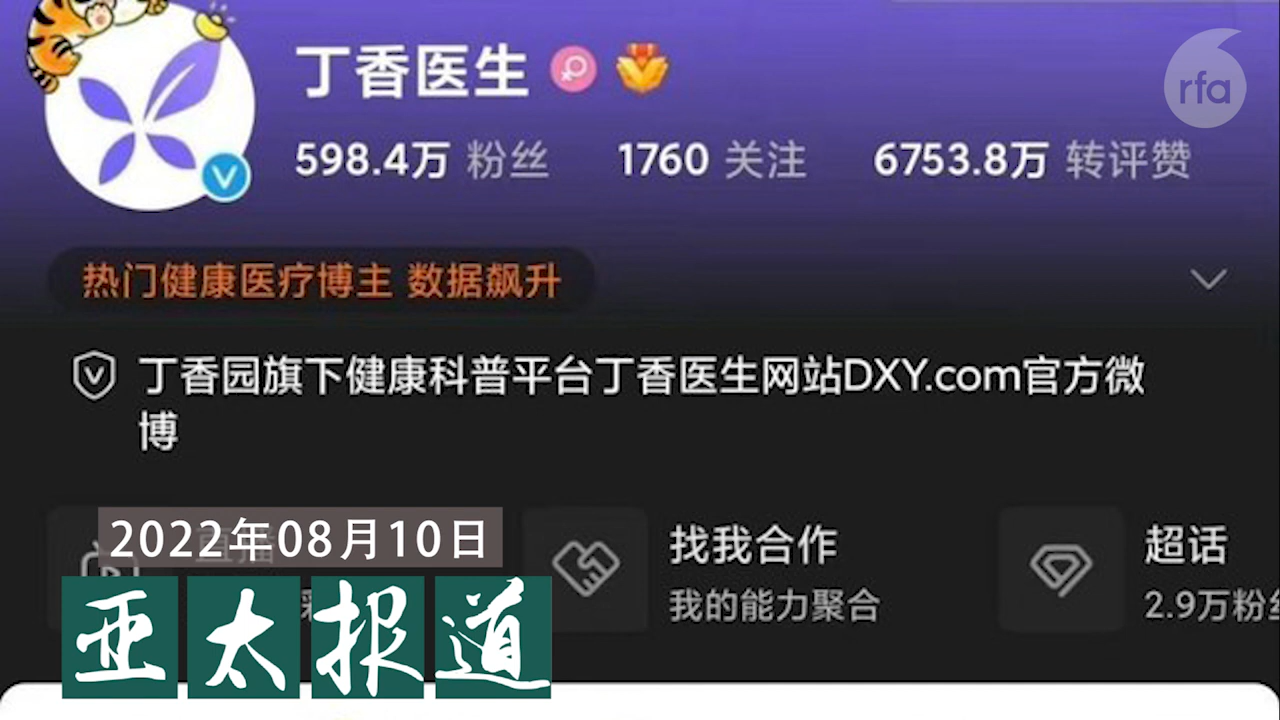 丁香医生
rfa
598.4万 粉丝 1760 关注 6753.8万 转评赞
热门健康医疗博主 数据飙升
丁香园旗下健康科普平台丁香医生网站DXY.com官方微
博
2022年08月10日
直播
找我合作
超话
我的能力聚合
2.9万粉丝
亚太报道